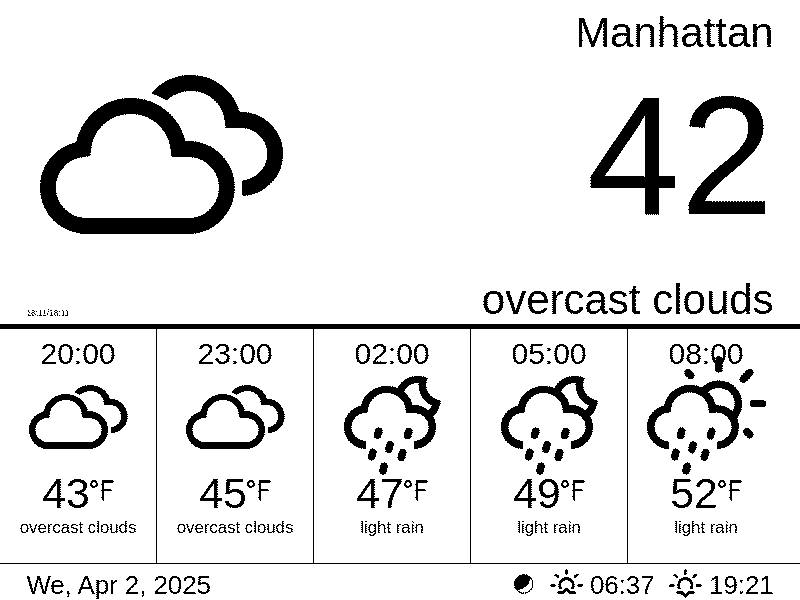 Manhattan
42
overcast clouds
20:00 23:00 02:00 05:00 08:00
43°F 45°F 47°F 49°F 52°F
overcast clouds overcast clouds light rain light rain light rain
We, Apr 2, 2025 06:37 19:21